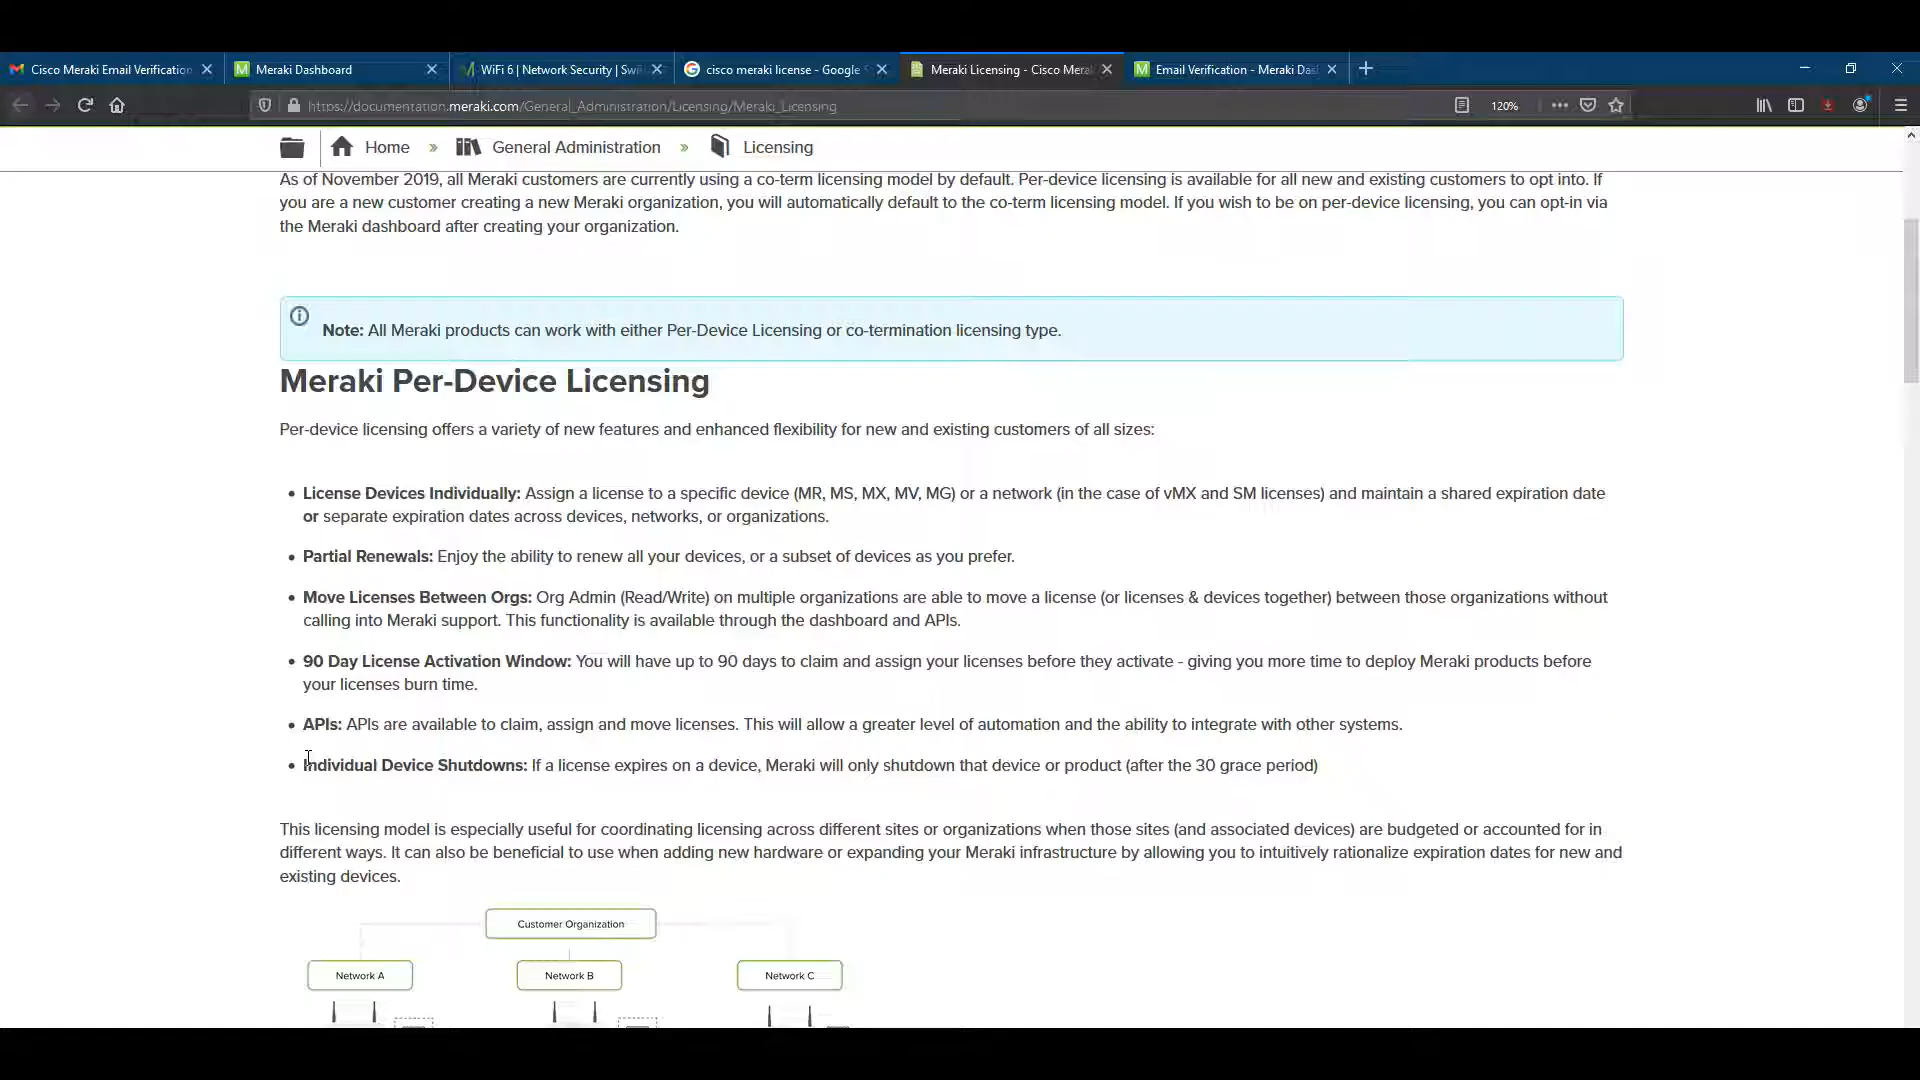 Cisco Meraki Email Verification
Meraki Dashboard
WiFi 6 | Network Security | Swi
cisco meraki license - Google
Meraki Licensing - Cisco Mera
Email Verification - Meraki Das
https://documentation.meraki.com/General_Administration/Licensing/Meraki_Licensing
120%
Home » General Administration » Licensing
As of November 2019, all Meraki customers are currently using a co-term licensing model by default. Per-device licensing is available for all new and existing customers to opt into. If
you are a new customer creating a new Meraki organization, you will automatically default to the co-term licensing model. If you wish to be on per-device licensing, you can opt-in via
the Meraki dashboard after creating your organization.
Note: All Meraki products can work with either Per-Device Licensing or co-termination licensing type.
Meraki Per-Device Licensing
Per-device licensing offers a variety of new features and enhanced flexibility for new and existing customers of all sizes:
• License Devices Individually: Assign a license to a specific device (MR, MS, MX, MV, MG) or a network (in the case of vMX and SM licenses) and maintain a shared expiration date
or separate expiration dates across devices, networks, or organizations.
• Partial Renewals: Enjoy the ability to renew all your devices, or a subset of devices as you prefer.
• Move Licenses Between Orgs: Org Admin (Read/Write) on multiple organizations are able to move a license (or licenses & devices together) between those organizations without
calling into Meraki support. This functionality is available through the dashboard and APIs.
• 90 Day License Activation Window: You will have up to 90 days to claim and assign your licenses before they activate - giving you more time to deploy Meraki products before
your licenses burn time.
• APIs: APIs are available to claim, assign and move licenses. This will allow a greater level of automation and the ability to integrate with other systems.
• Individual Device Shutdowns: If a license expires on a device, Meraki will only shutdown that device or product (after the 30 grace period)
This licensing model is especially useful for coordinating licensing across different sites or organizations when those sites (and associated devices) are budgeted or accounted for in
different ways. It can also be beneficial to use when adding new hardware or expanding your Meraki infrastructure by allowing you to intuitively rationalize expiration dates for new and
existing devices.
Customer Organization
Network A
Network B
Network C